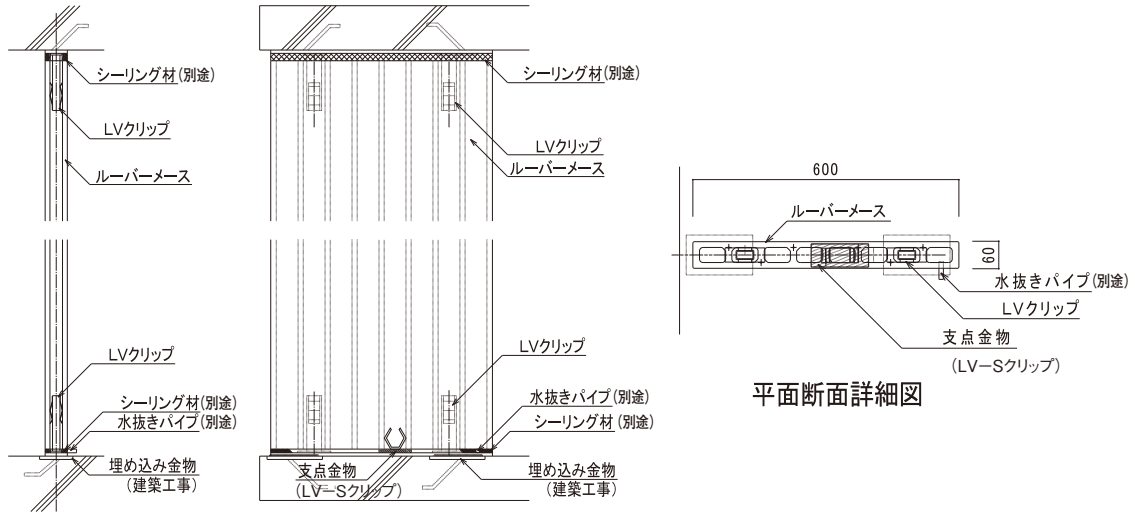 シーリング材(別途)
LVクリップ
ルーバーメース
LVクリップ
シーリング材(別途)
水抜きパイプ(別途)
埋め込み金物
(建築工事)
シーリング材(別途)
LVクリップ
ルーバーメース
LVクリップ
水抜きパイプ(別途)
シーリング材(別途)
支点金物
(LV−Sクリップ)
埋め込み金物
(建築工事)
600
ルーバーメース
60
水抜きパイプ(別途)
LVクリップ
支点金物
(LV−Sクリップ)
平面断面詳細図